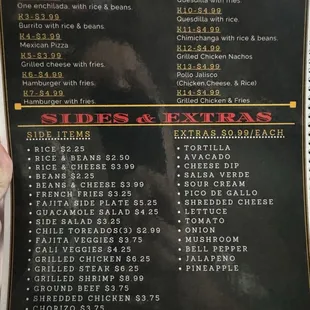 One enchilada, with rice & beans.
K3-$3.99
Burrito with rice & beans.
K4-$3.99
Mexican Pizza
K5-$3.99
Grilled cheese with fries.
K6-$4.99
Hamburger with fries.
K7-$4.99
Hamburger with fries.
Quesdilla with fries.
K10-$4.99
Quesdilla with rice.
K11-$4.99
Chimichanga with rice & beans.
K12-$4.99
Grilled Chicken Nachos
K13-$4.99
Pollo Jalisco
(Chicken,Cheese, & Rice)
K14-$4.99
Grilled Chicken & Fries
SIDES & EXTRAS
SIDE ITEMS
• RICE $2.25
• RICE & BEANS $2.50
• RICE & CHEESE $3.99
• BEANS $2.25
• BEANS & CHEESE $3.99
• FRENCH FRIES $3.25
• FAJITA SIDE PLATE $5.25
• GUACAMOLE SALAD $4.25
• SIDE SALAD $3.25
• CHILE TOREADOS(3) $2.99
• FAJITA VEGGIES $3.75
• CALI VEGGIES $4.25
• GRILLED CHICKEN $6.25
• GRILLED STEAK $6.25
• GRILLED SHRIMP $8.99
• GROUND BEEF $3.75
• SHREDDED CHICKEN $3.75
• CHORIZO $3.75
EXTRAS $0.99/EACH
• TORTILLA
• AVACADO
• CHEESE DIP
• SALSA VERDE
• SOUR CREAM
• PICO DE GALLO
• SHREDDED CHEESE
• LETTUCE
• TOMATO
• ONION
• MUSHROOM
• BELL PEPPER
• JALAPENO
• PINEAPPLE